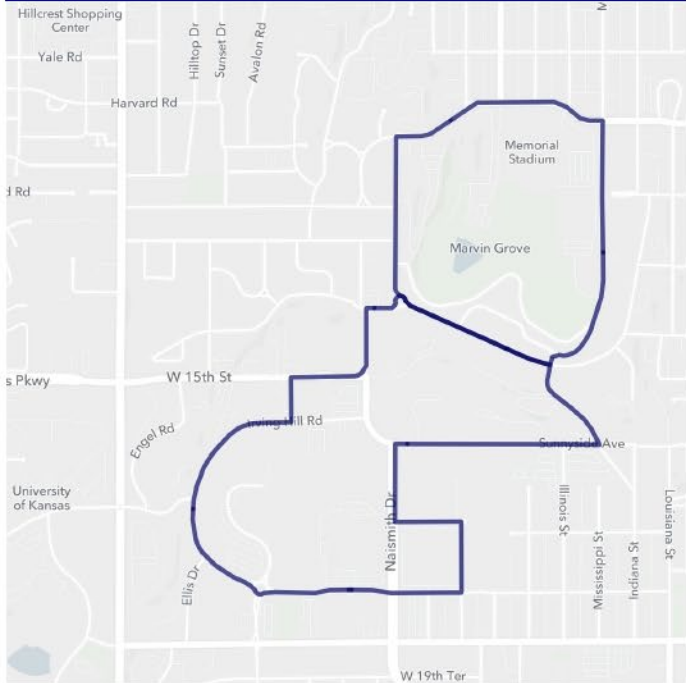 Hillcrest Shopping
Center
Hilltop Dr
Sunset Dr
Avalon Rd
M
Yale Rd
Harvard Rd
Memorial
Stadium
d Rd
Marvin Grove
s Pkwy
W 15th St
Irving Hill Rd
Engel Rd
Sunnyside Ave
University
of Kansas
Naismith Dr
Illinois St
Mississippi St
Indiana St
Louisiana St
Ellis Dr
W 19th Ter